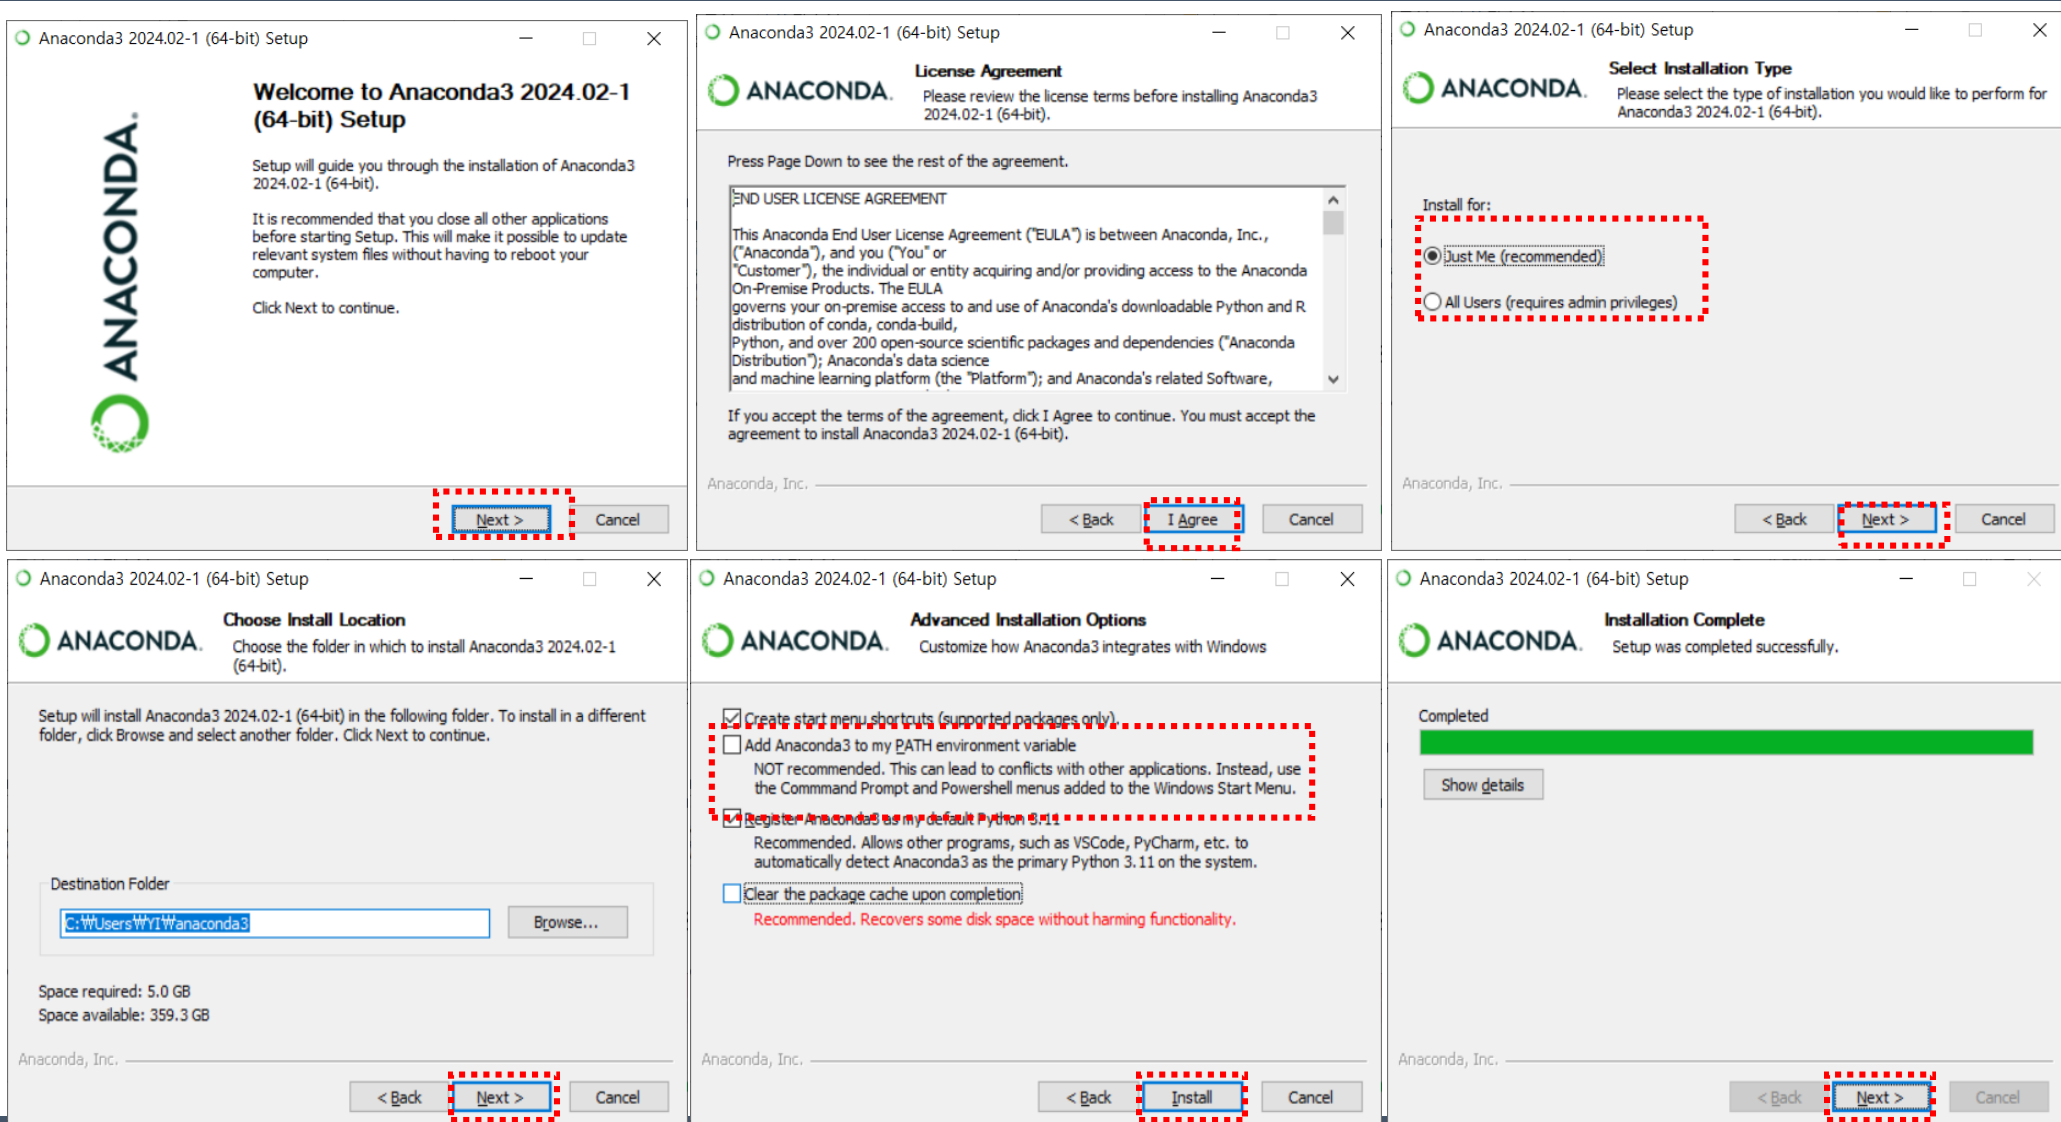 Anaconda3 2024.02-1 (64-bit) Setup
ANACONDA.
Welcome to Anaconda3 2024.02-1
(64-bit) Setup
Setup will guide you through the installation of Anaconda3
2024.02-1 (64-bit).
It is recommended that you close all other applications
before starting Setup. This will make it possible to update
relevant system files without having to reboot your
computer.
Click Next to continue.
Next >
Cancel
Anaconda3 2024.02-1 (64-bit) Setup
ANACONDA.
License Agreement
Please review the license terms before installing Anaconda3
2024.02-1 (64-bit).
Press Page Down to see the rest of the agreement.
END USER LICENSE AGREEMENT
This Anaconda End User License Agreement ("EULA") is between Anaconda, Inc.,
("Anaconda"), and you ("You" or
"Customer"), the individual or entity acquiring and/or providing access to the Anaconda
On-Premise Products. The EULA
governs your on-premise access to and use of Anaconda's downloadable Python and R
distribution of conda, conda-build,
Python, and over 200 open-source scientific packages and dependencies ("Anaconda
Distribution"); Anaconda's data science
and machine learning platform (the "Platform"); and Anaconda's related Software,
If you accept the terms of the agreement, click I Agree to continue. You must accept the
agreement to install Anaconda3 2024.02-1 (64-bit).
Anaconda, Inc.
< Back
I Agree
Cancel
Anaconda3 2024.02-1 (64-bit) Setup
ANACONDA.
Select Installation Type
Please select the type of installation you would like to perform for
Anaconda3 2024.02-1 (64-bit).
Install for:
Just Me (recommended)
All Users (requires admin privileges)
Anaconda, Inc.
< Back
Next >
Cancel
Anaconda3 2024.02-1 (64-bit) Setup
ANACONDA.
Choose Install Location
Choose the folder in which to install Anaconda3 2024.02-1
(64-bit).
Setup will install Anaconda3 2024.02-1 (64-bit) in the following folder. To install in a different
folder, click Browse and select another folder. Click Next to continue.
Destination Folder
C:₩Users₩YI₩anaconda3
Browse...
Space required: 5.0 GB
Space available: 359.3 GB
Anaconda, Inc.
< Back
Next >
Cancel
Anaconda3 2024.02-1 (64-bit) Setup
ANACONDA.
Advanced Installation Options
Customize how Anaconda3 integrates with Windows
Create start menu shortcuts (supported packages only).
Add Anaconda3 to my PATH environment variable
NOT recommended. This can lead to conflicts with other applications. Instead, use
the Commmand Prompt and Powershell menus added to the Windows Start Menu.
Register Anaconda3 as my default Python 3.11
Recommended. Allows other programs, such as VSCode, PyCharm, etc. to
automatically detect Anaconda3 as the primary Python 3.11 on the system.
Clear the package cache upon completion
Recommended. Recovers some disk space without harming functionality.
Anaconda, Inc.
< Back
Install
Cancel
Anaconda3 2024.02-1 (64-bit) Setup
ANACONDA.
Installation Complete
Setup was completed successfully.
Completed
Show details
Anaconda, Inc.
< Back
Next >
Cancel